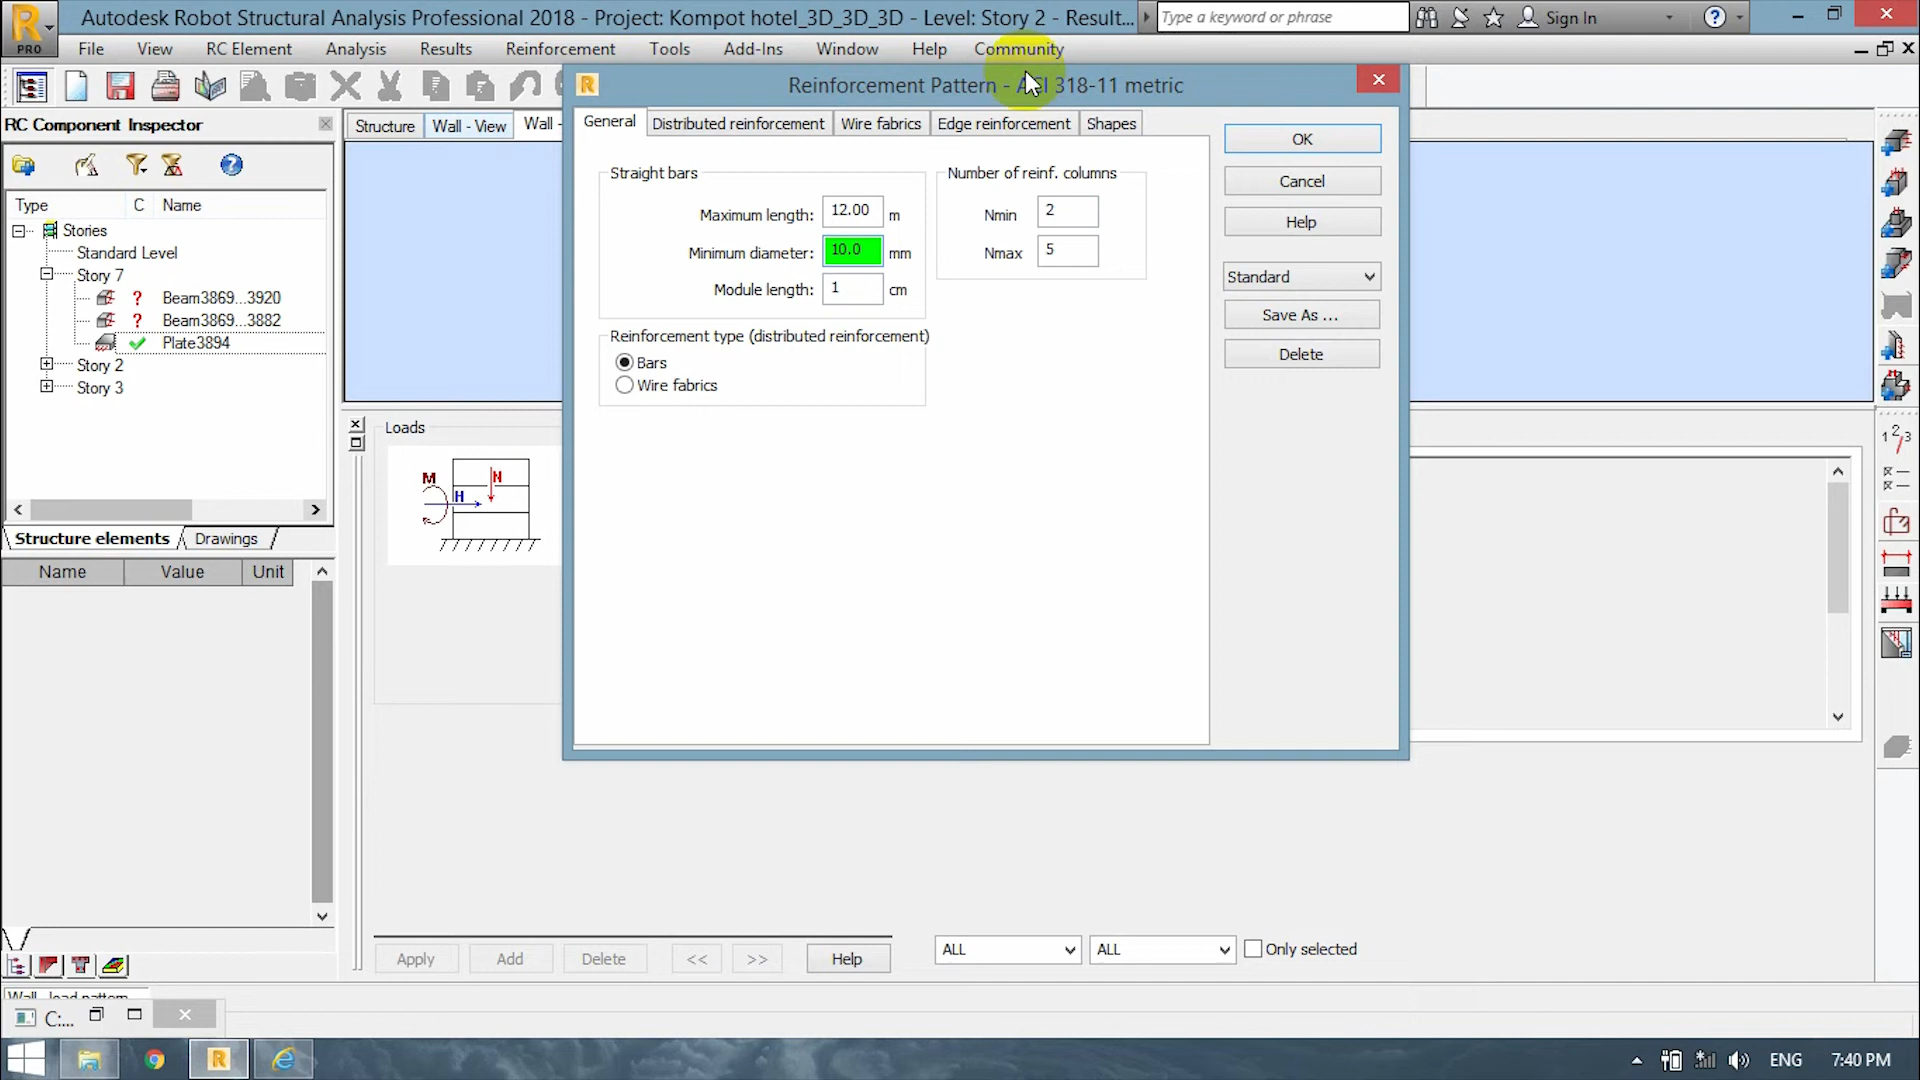 Autodesk Robot Structural Analysis Professional 2018 - Project: Kompot hotel_3D_3D_3D - Level: Story 2 - Result...
Type a keyword or phrase
Sign In
PRO
File View RC Element Analysis Results Reinforcement Tools Add-Ins Window Help Community
RC Component Inspector
Type C Name
Stories
Standard Level
Story 7
? Beam3869...3920
? Beam3869...3882
Plate3894
Story 2
Story 3
Structure elements Drawings
Name Value Unit
Structure Wall - View Wall -
Loads
M
N
H
Reinforcement Pattern - ACI 318-11 metric
General Distributed reinforcement Wire fabrics Edge reinforcement Shapes
Straight bars
Maximum length: 12.00 m
Minimum diameter: 10.0 mm
Module length: 1 cm
Number of reinf. columns
Nmin 2
Nmax 5
Reinforcement type (distributed reinforcement)
Bars
Wire fabrics
OK
Cancel
Help
Standard
Save As ...
Delete
Apply Add Delete << >> Help
ALL ALL Only selected
Wall - load pattern
C:...
ENG 7:40 PM